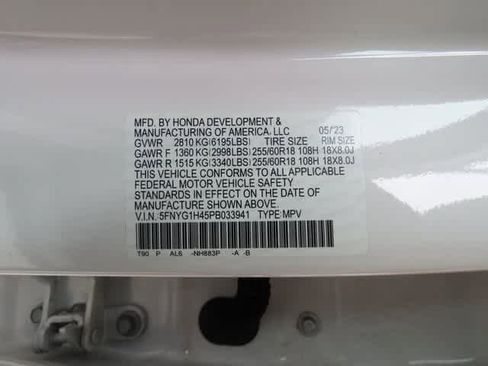 MFD. BY HONDA DEVELOPMENT &
MANUFACTURING OF AMERICA, LLC 05/'23
GVWR 2810 KG(6195LBS) TIRE SIZE RIM SIZE
GAWR F 1360 KG(2998LBS) 255/60R18 108H 18X8.0J
GAWR R 1515 KG(3340LBS) 255/60R18 108H 18X8.0J
THIS VEHICLE CONFORMS TO ALL APPLICABLE
FEDERAL MOTOR VEHICLE SAFETY
STANDARDS IN EFFECT ON THE DATE OF
MANUFACTURE SHOWN ABOVE.
V.I.N.:5FNYG1H45PB033941 TYPE:MPV
T90 P AL6 -NH883P -A -B